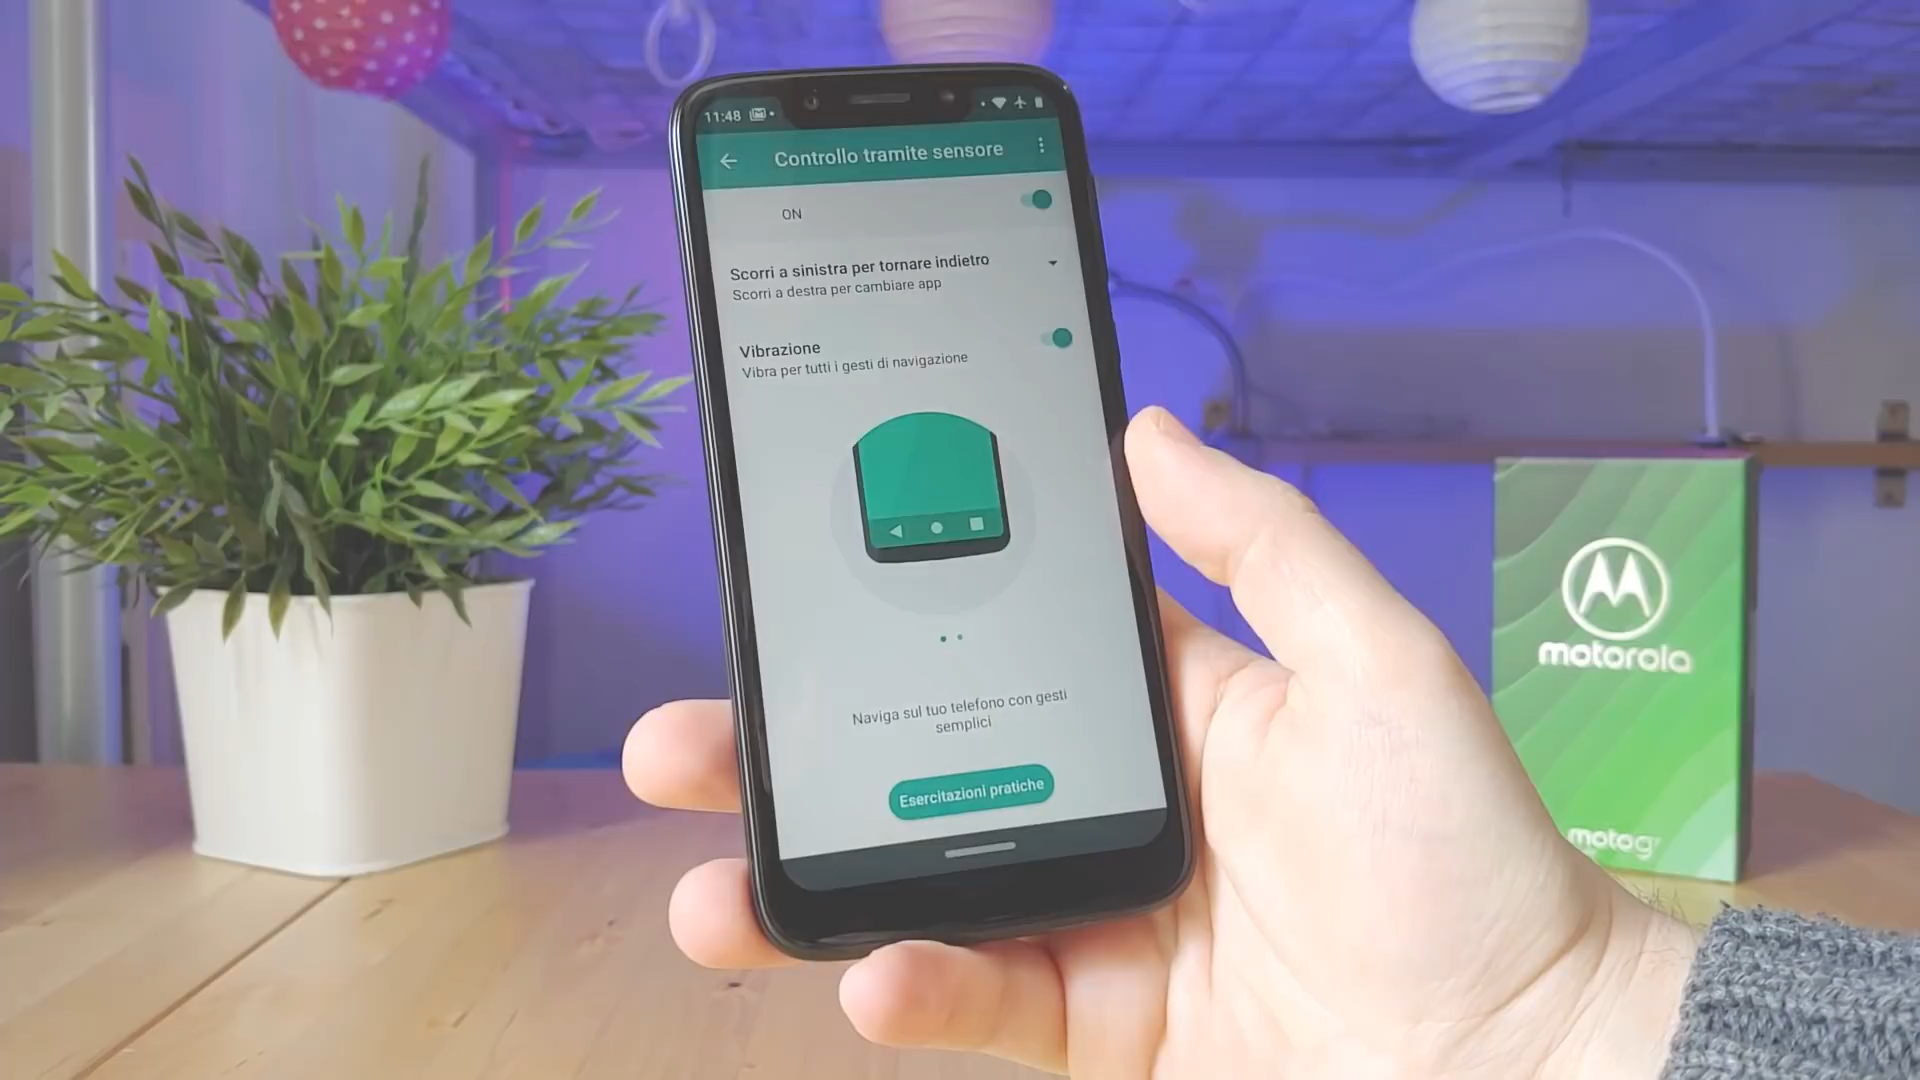 11:48
Controllo tramite sensore
ON
Scorri a sinistra per tornare indietro
Scorri a destra per cambiare app
Vibrazione
Vibra per tutti i gesti di navigazione
Naviga sul tuo telefono con gesti
semplici
Esercitazioni pratiche
motorola
moto g7